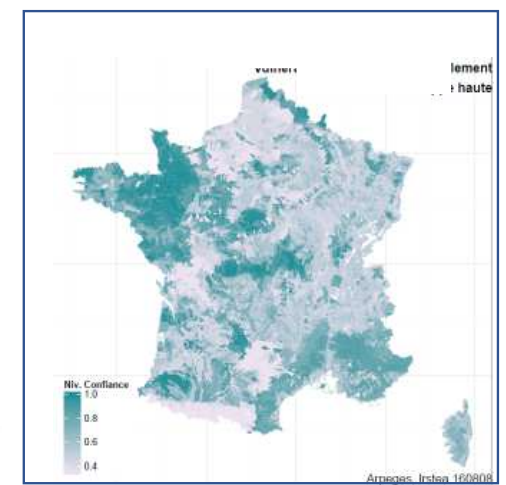 lement
haute
Niv. Confiance
1.0
0.8
0.6
0.4
Arpeges, Irstea 160808